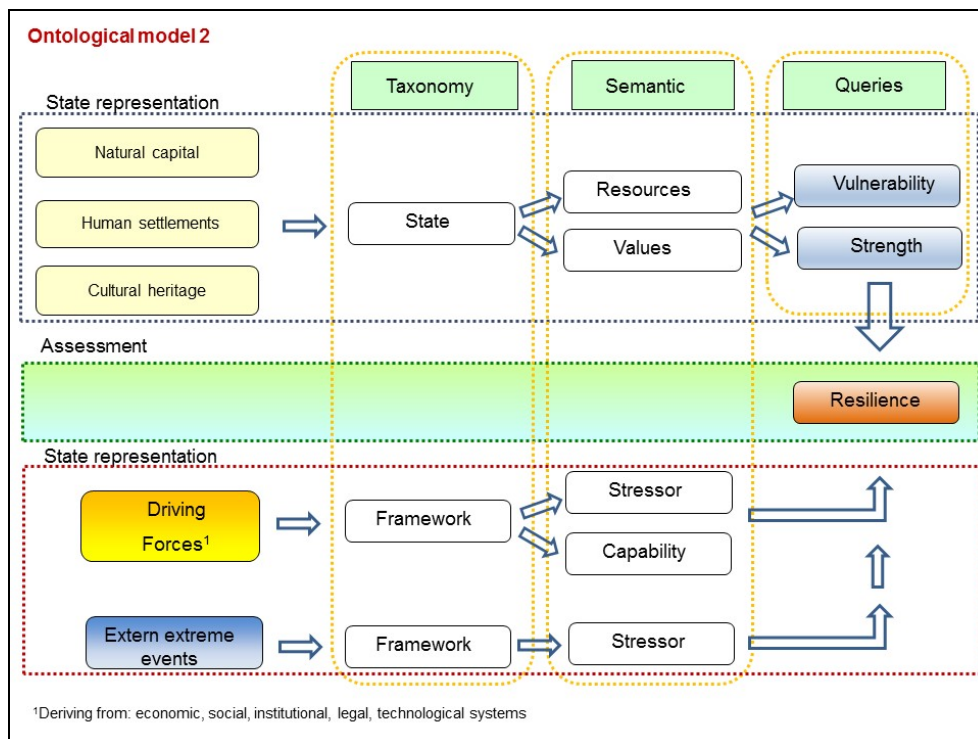 Ontological model 2
Taxonomy
Semantic
Queries
State representation
Natural capital
Human settlements
Cultural heritage
State
Resources
Values
Vulnerability
Strength
Assessment
Resilience
State representation
Driving
Forces¹
Framework
Stressor
Capability
Extern extreme
events
Framework
Stressor
¹Deriving from: economic, social, institutional, legal, technological systems